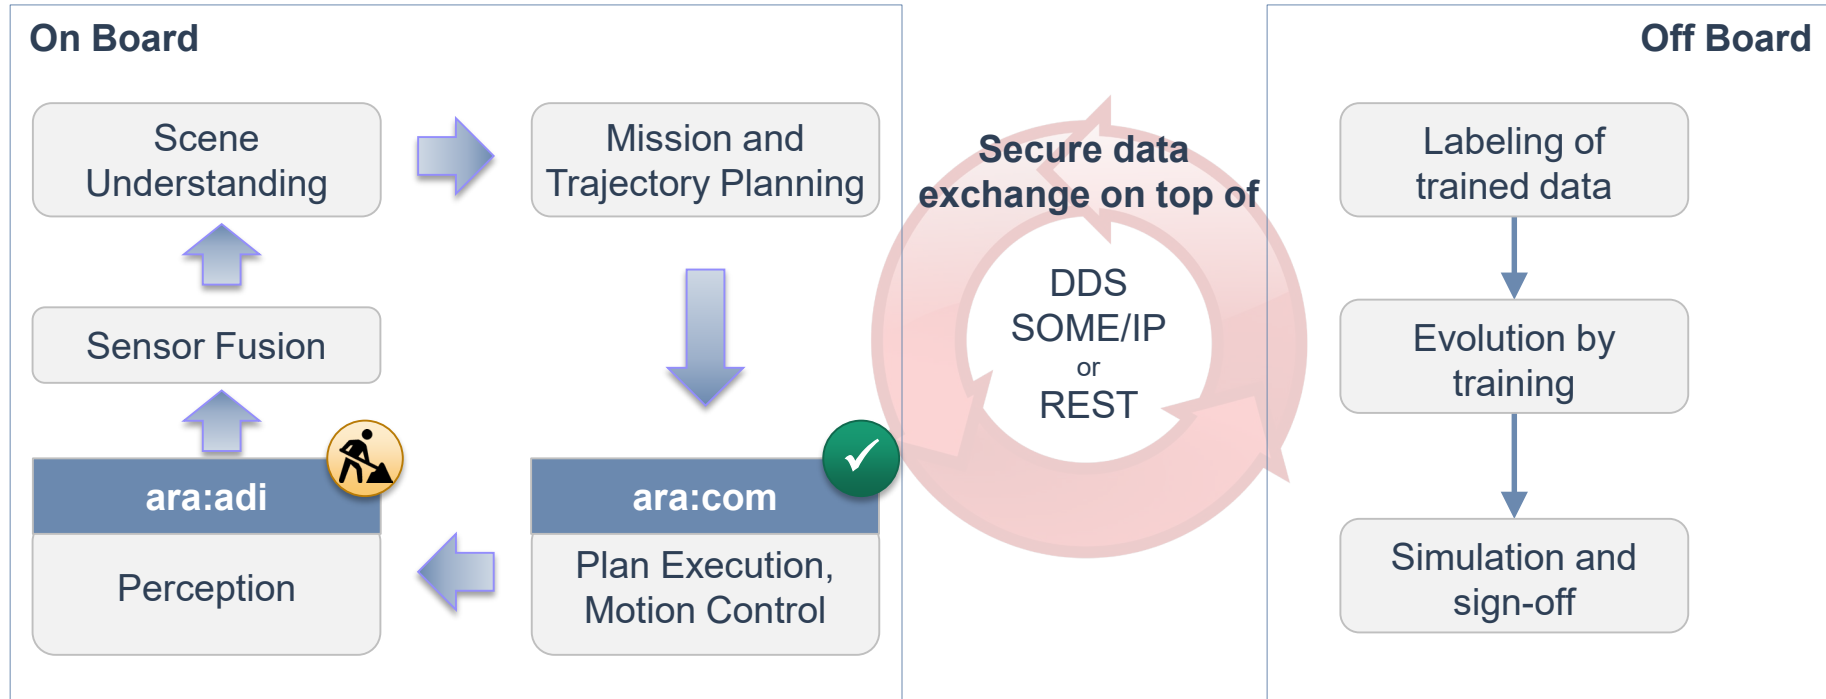 On Board
Scene
Understanding
Mission and
Trajectory Planning
Sensor Fusion
ara:adi
Perception
ara:com
Plan Execution,
Motion Control
Secure data
exchange on top of
DDS
SOME/IP
or
REST
Off Board
Labeling of
trained data
Evolution by
training
Simulation and
sign-off